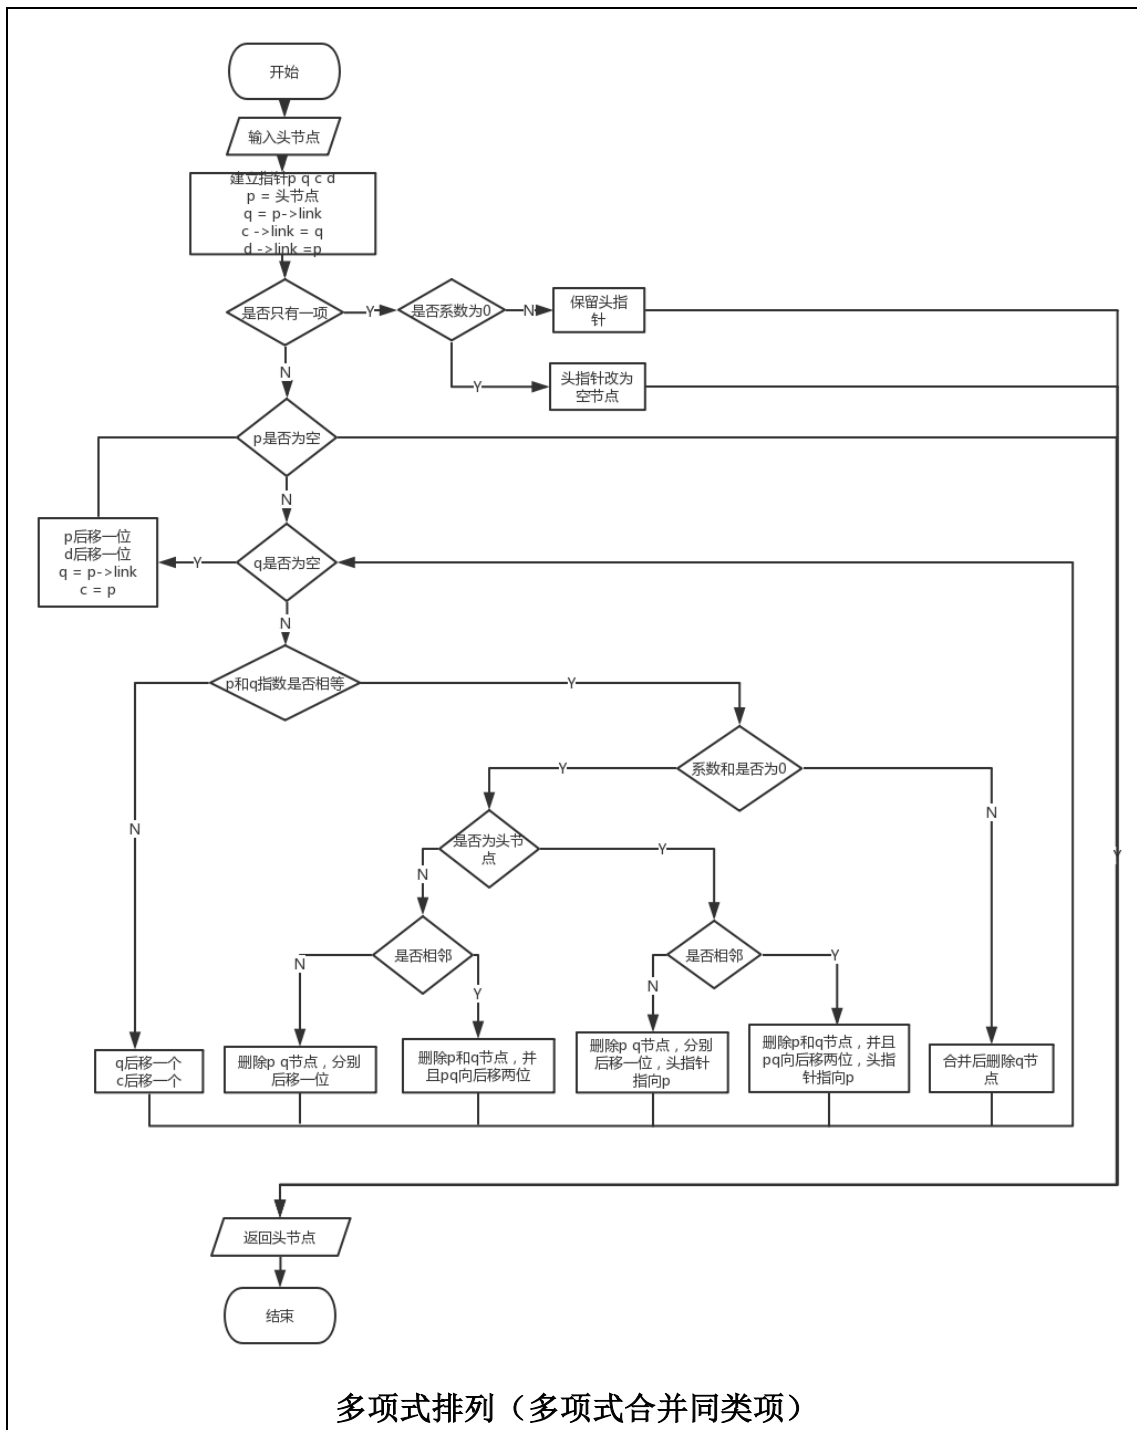 开始
输入头节点
建立指针p q c d
p = 头节点
q = p->link
c ->link = q
d ->link =p
是否只有一项
Y
是否系数为0
N
保留头指
针
N
Y
头指针改为
空节点
p是否为空
N
p后移一位
d后移一位
q = p->link
c = p
Y
q是否为空
N
p和q指数是否相等
Y
系数和是否为0
Y
N
N
是否为头节
点
Y
Y
N
是否相邻
是否相邻
N
Y
N
Y
q后移一个
c后移一个
删除p q节点，分别
后移一位
删除p和q节点，并
且pq向后移两位
删除p q节点，分别
后移一位，头指针
指向p
删除p和q节点，并且
pq向后移两位，头指
针指向p
合并后删除q节
点
返回头节点
结束
多项式排列（多项式合并同类项）